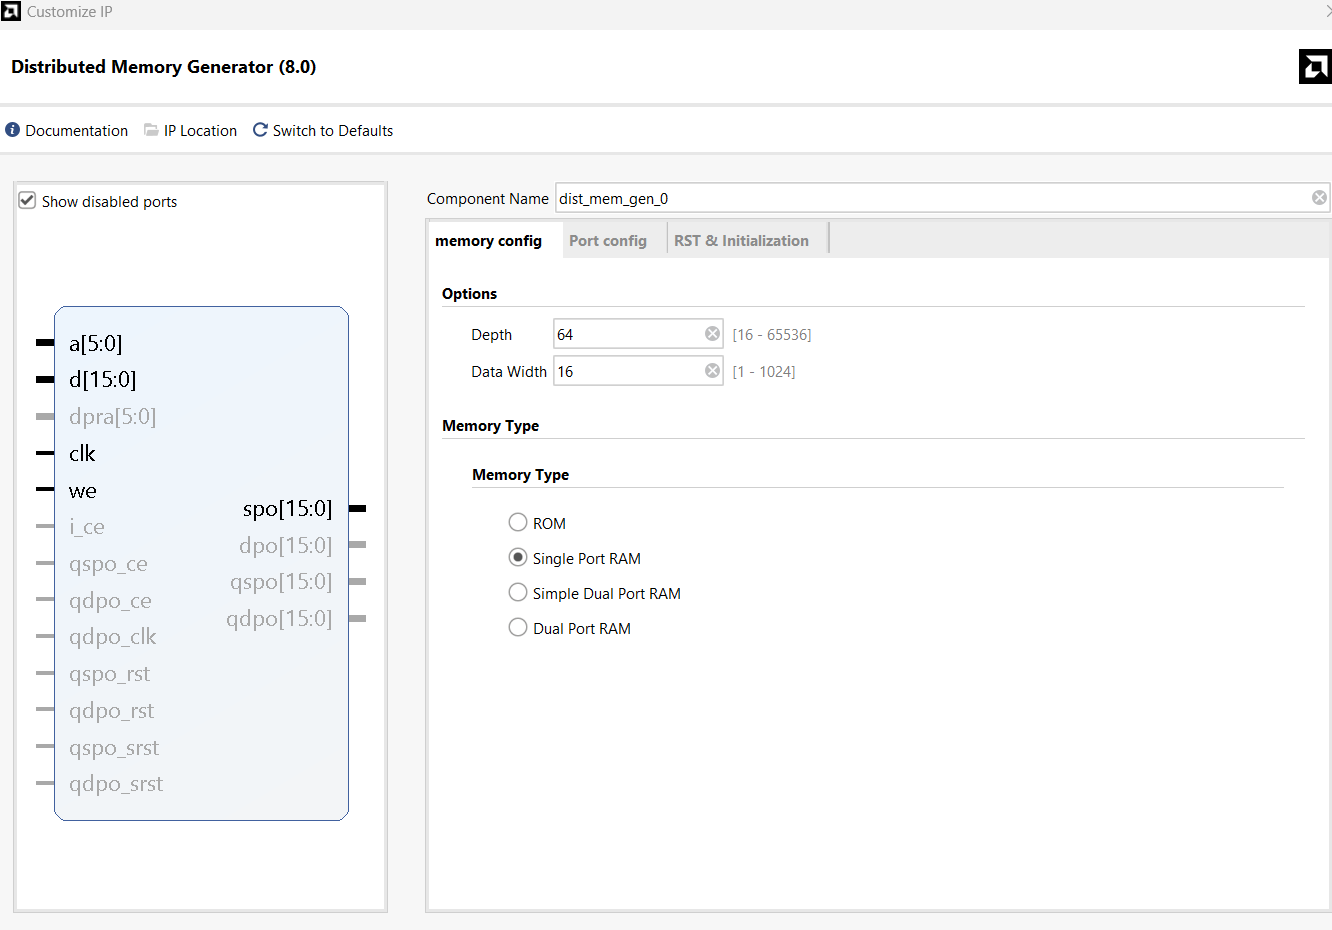 Customize IP
Distributed Memory Generator (8.0)
Documentation IP Location Switch to Defaults
Show disabled ports
a[5:0]
d[15:0]
dpra[5:0]
clk
we
i_ce
qspo_ce
qdpo_ce
qdpo_clk
qspo_rst
qdpo_rst
qspo_srst
qdpo_srst
spo[15:0]
dpo[15:0]
qspo[15:0]
qdpo[15:0]
Component Name dist_mem_gen_0
memory config Port config RST & Initialization
Options
Depth 64 [16 - 65536]
Data Width 16 [1 - 1024]
Memory Type
Memory Type
ROM
Single Port RAM
Simple Dual Port RAM
Dual Port RAM